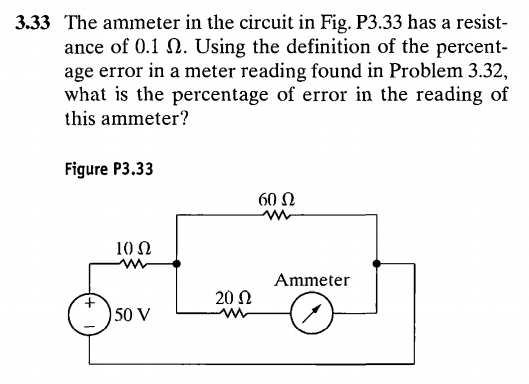 3.33 The ammeter in the circuit in Fig. P3.33 has a resist-
ance of 0.1 Ω. Using the definition of the percent-
age error in a meter reading found in Problem 3.32,
what is the percentage of error in the reading of
this ammeter?
Figure P3.33
60 Ω
10 Ω
Ammeter
20 Ω
+
50 V
−